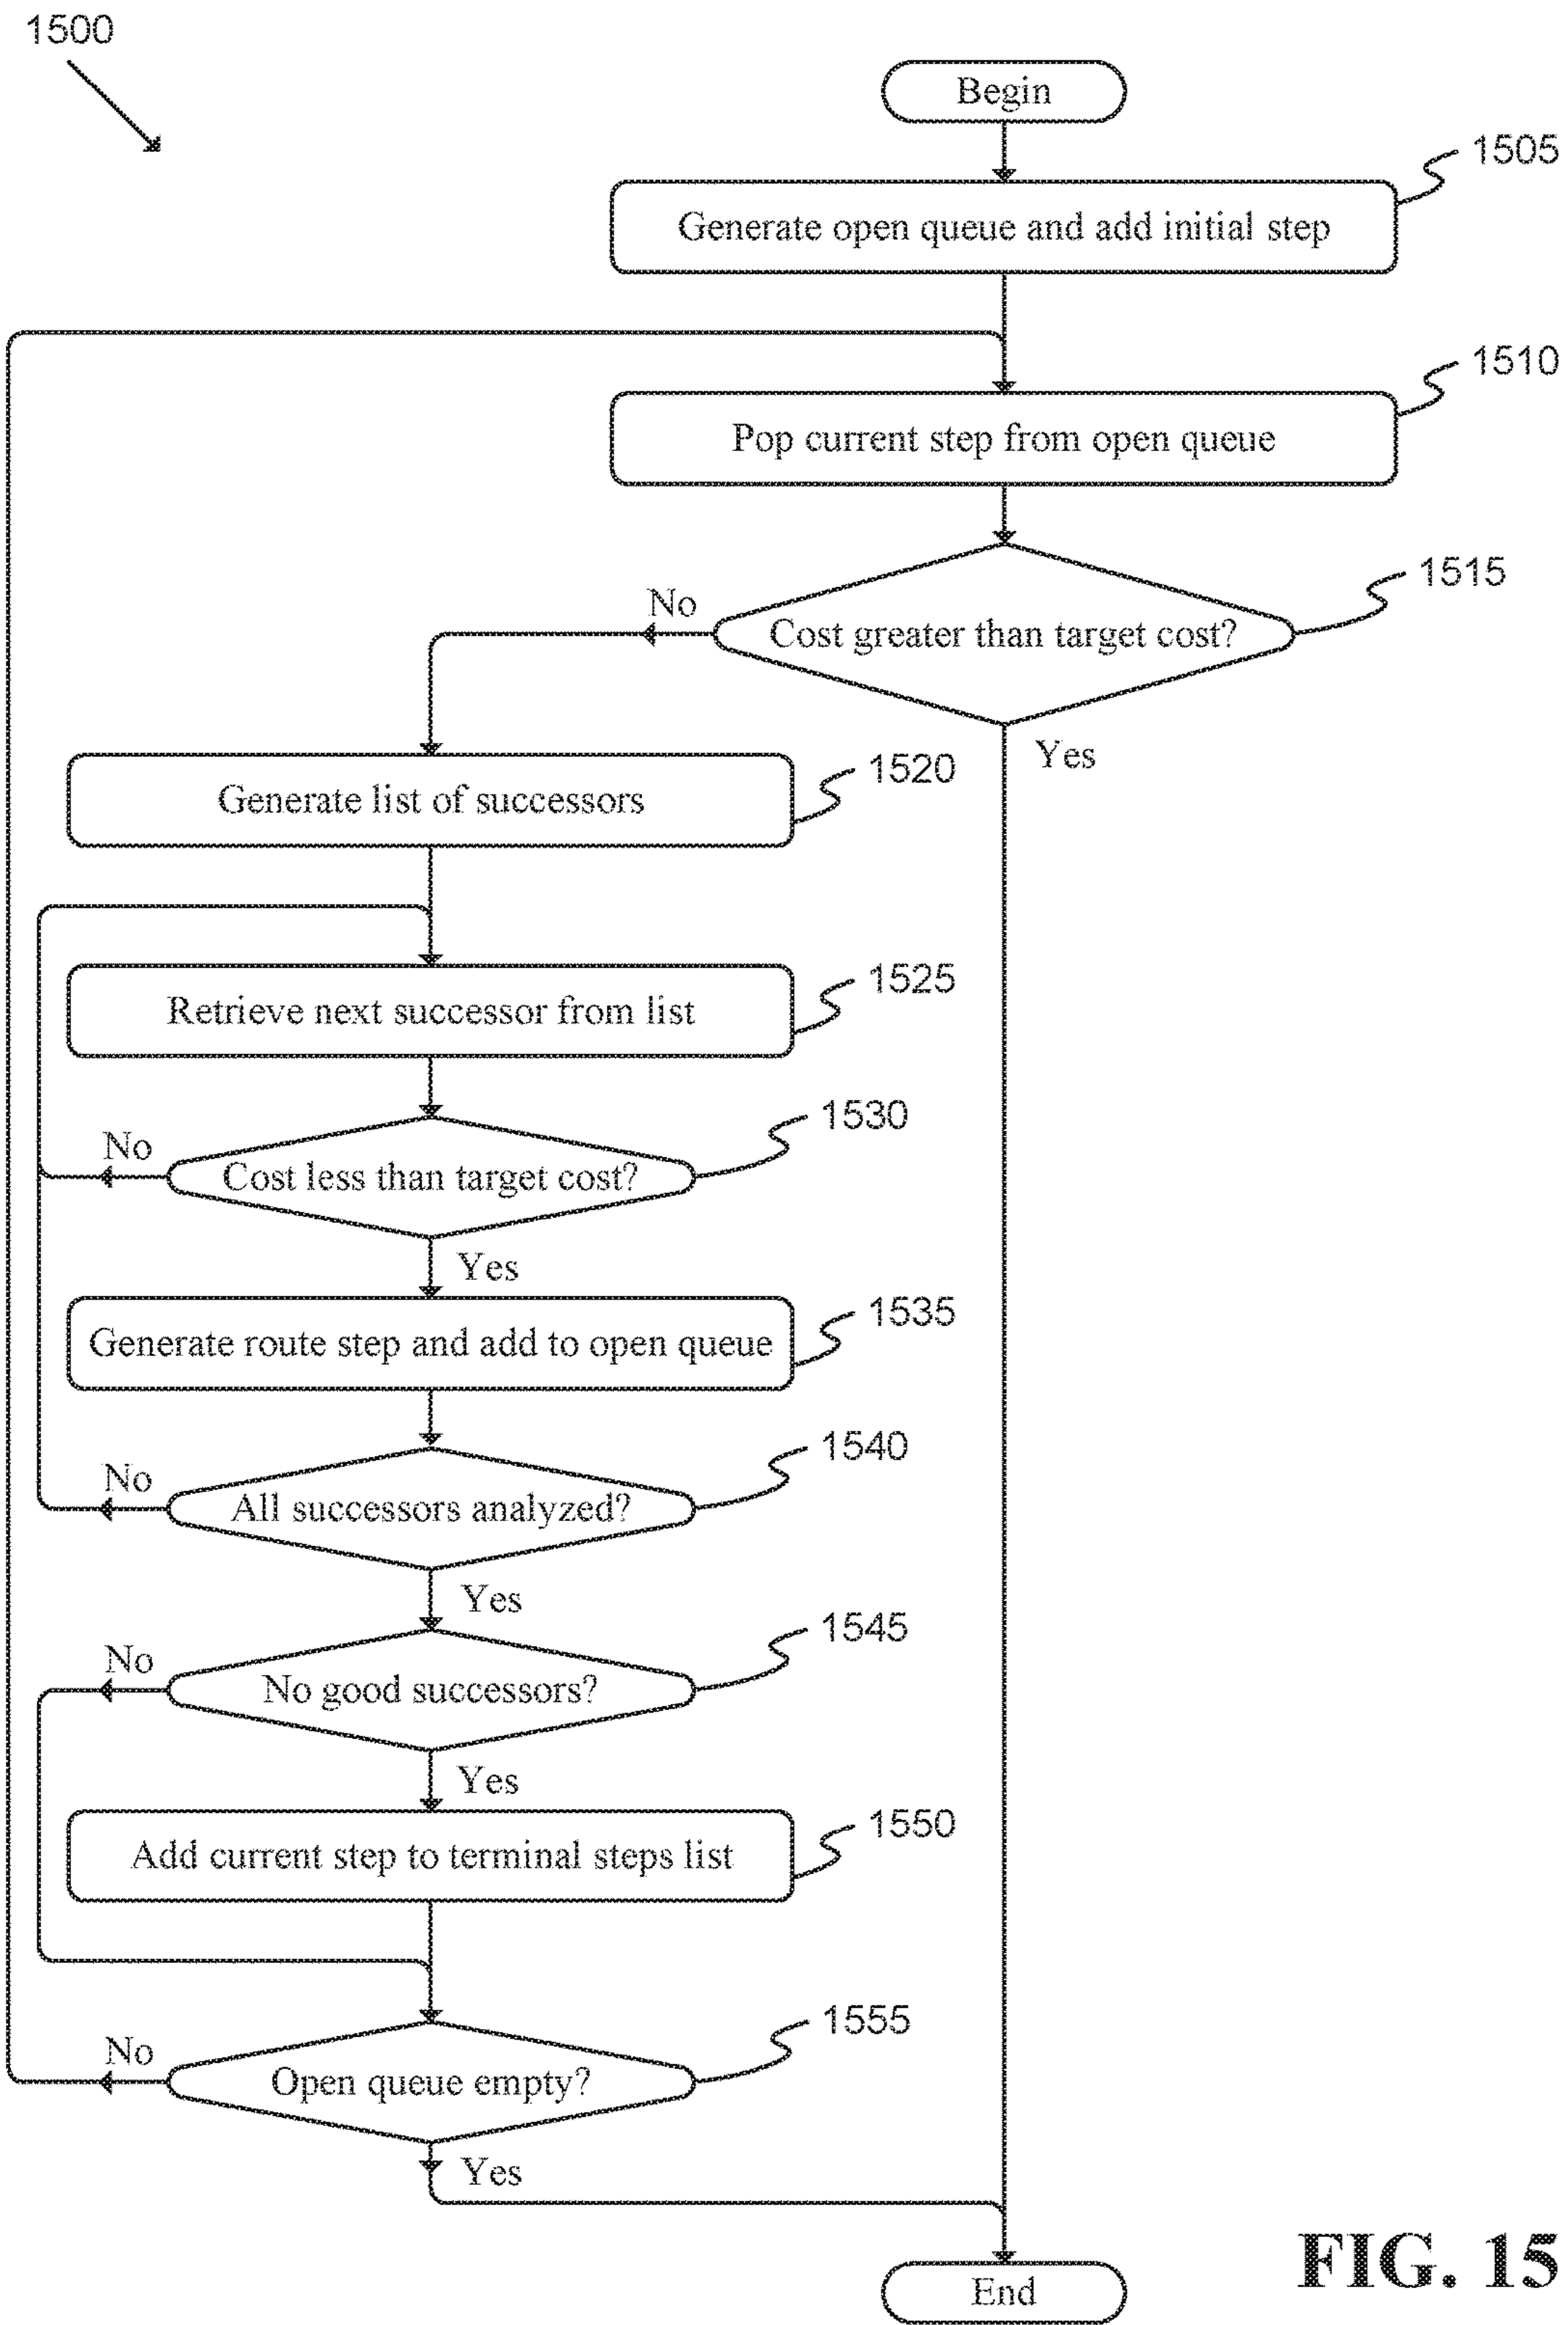 1500
Begin
1505
Generate open queue and add initial step
1510
Pop current step from open queue
1515
No
Cost greater than target cost?
Yes
1520
Generate list of successors
1525
Retrieve next successor from list
1530
No
Cost less than target cost?
Yes
1535
Generate route step and add to open queue
1540
No
All successors analyzed?
Yes
1545
No
No good successors?
Yes
1550
Add current step to terminal steps list
1555
No
Open queue empty?
Yes
End
FIG. 15